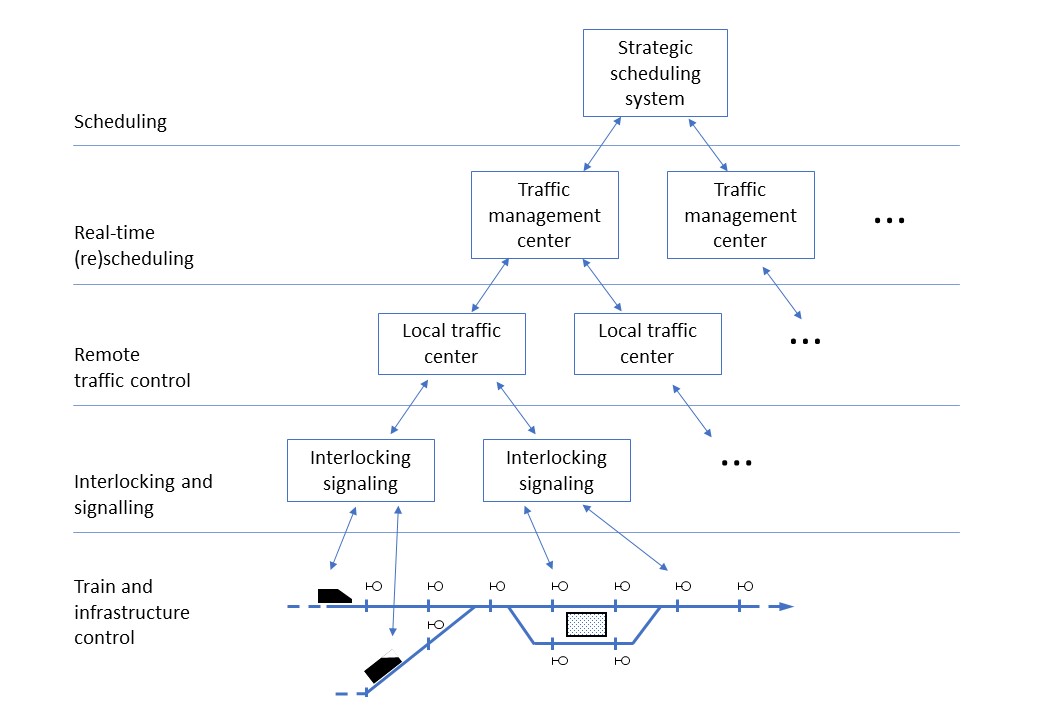 Strategic
scheduling
system
Scheduling
Traffic
management
center
Traffic
management
center
...
Real-time
(re)scheduling
Local traffic
center
Local traffic
center
...
Remote
traffic control
Interlocking
signaling
Interlocking
signaling
...
Interlocking and
signalling
Train and
infrastructure
control